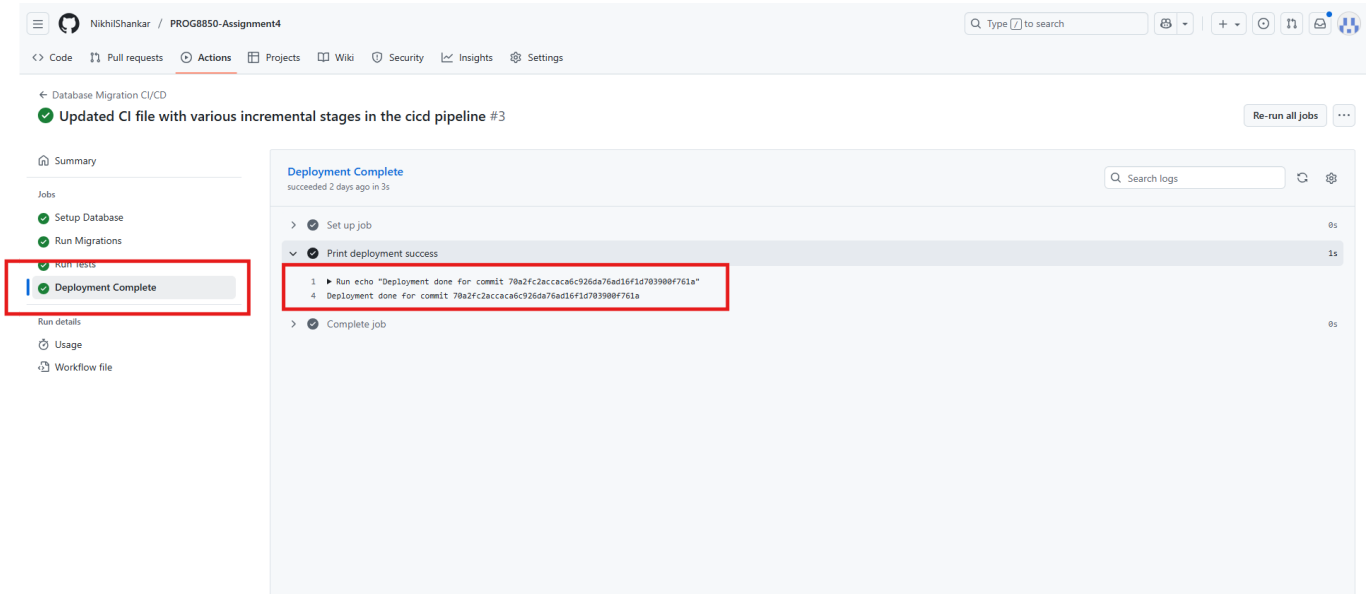 NikhilShankar / PROG8850-Assignment4
Type / to search
Code Pull requests Actions Projects Wiki Security Insights Settings
Database Migration CI/CD
Updated CI file with various incremental stages in the cicd pipeline #3
Re-run all jobs
Summary
Jobs
Setup Database
Run Migrations
Run Tests
Deployment Complete
Run details
Usage
Workflow file
Deployment Complete
succeeded 2 days ago in 3s
Search logs
Set up job 0s
Print deployment success 1s
1 Run echo "Deployment done for commit 70a2fc2accaca6c926da76ad16f1d703900f761a"
4 Deployment done for commit 70a2fc2accaca6c926da76ad16f1d703900f761a
Complete job 0s